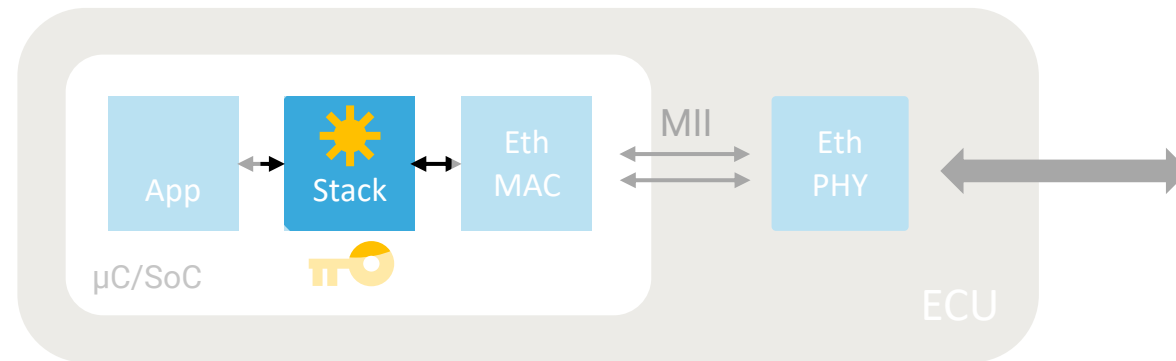 App
Stack
Eth
MAC
MII
Eth
PHY
µC/SoC
ECU